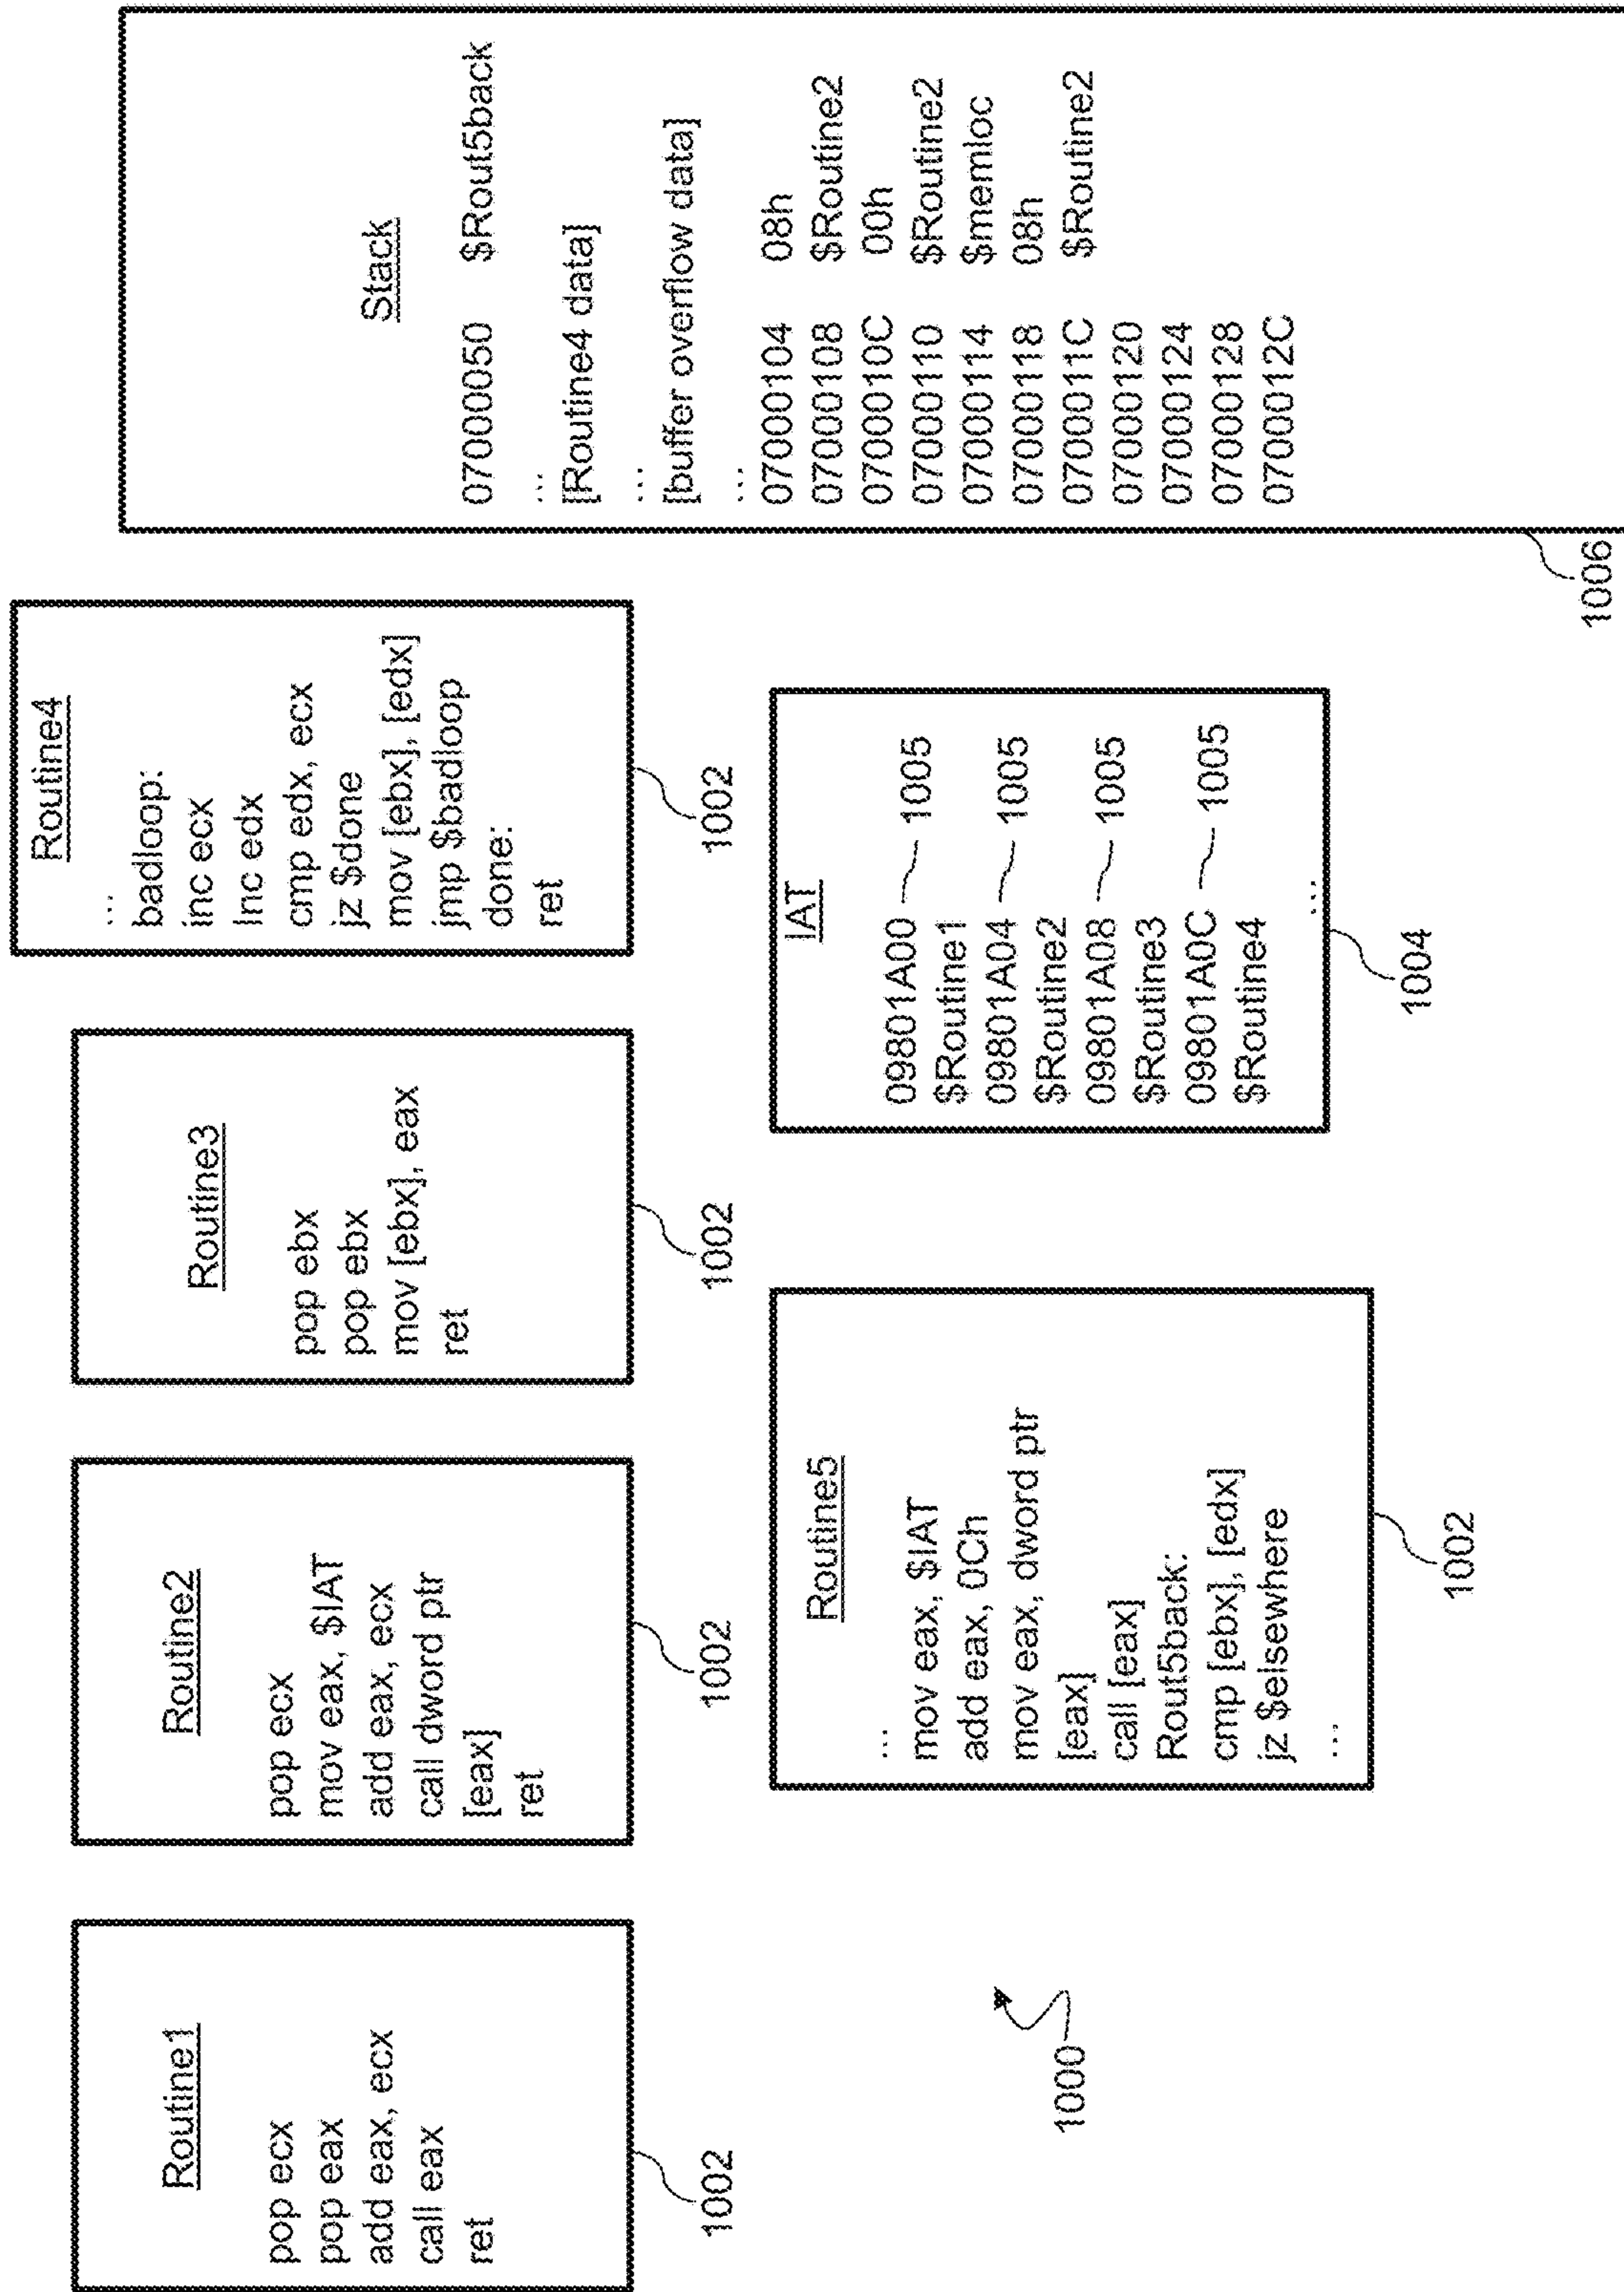 Routine1
pop ecx
pop eax
add eax, ecx
call eax
ret
1002
Routine2
pop ecx
mov eax, $IAT
add eax, ecx
call dword ptr
[eax]
ret
1002
Routine3
pop ebx
pop ebx
mov [ebx], eax
ret
1002
Routine4
...
badloop:
inc ecx
Inc edx
cmp edx, ecx
jz $done
mov [ebx], [edx]
jmp $badloop
done:
ret
1002
Routine5
...
mov eax, $IAT
add eax, 0Ch
mov eax, dword ptr
[eax]
call [eax]
Rout5back:
cmp [ebx], [edx]
jz $elsewhere
...
1002
IAT
09801A00 1005
$Routine1
09801A04 1005
$Routine2
09801A08 1005
$Routine3
09801A0C 1005
$Routine4
...
1004
Stack
07000050 $Rout5back
...
[Routine4 data]
...
[buffer overflow data]
...
07000104 08h
07000108 $Routine2
0700010C 00h
07000110 $Routine2
07000114 $memloc
07000118 08h
0700011C $Routine2
07000120
07000124
07000128
0700012C
1006
1000